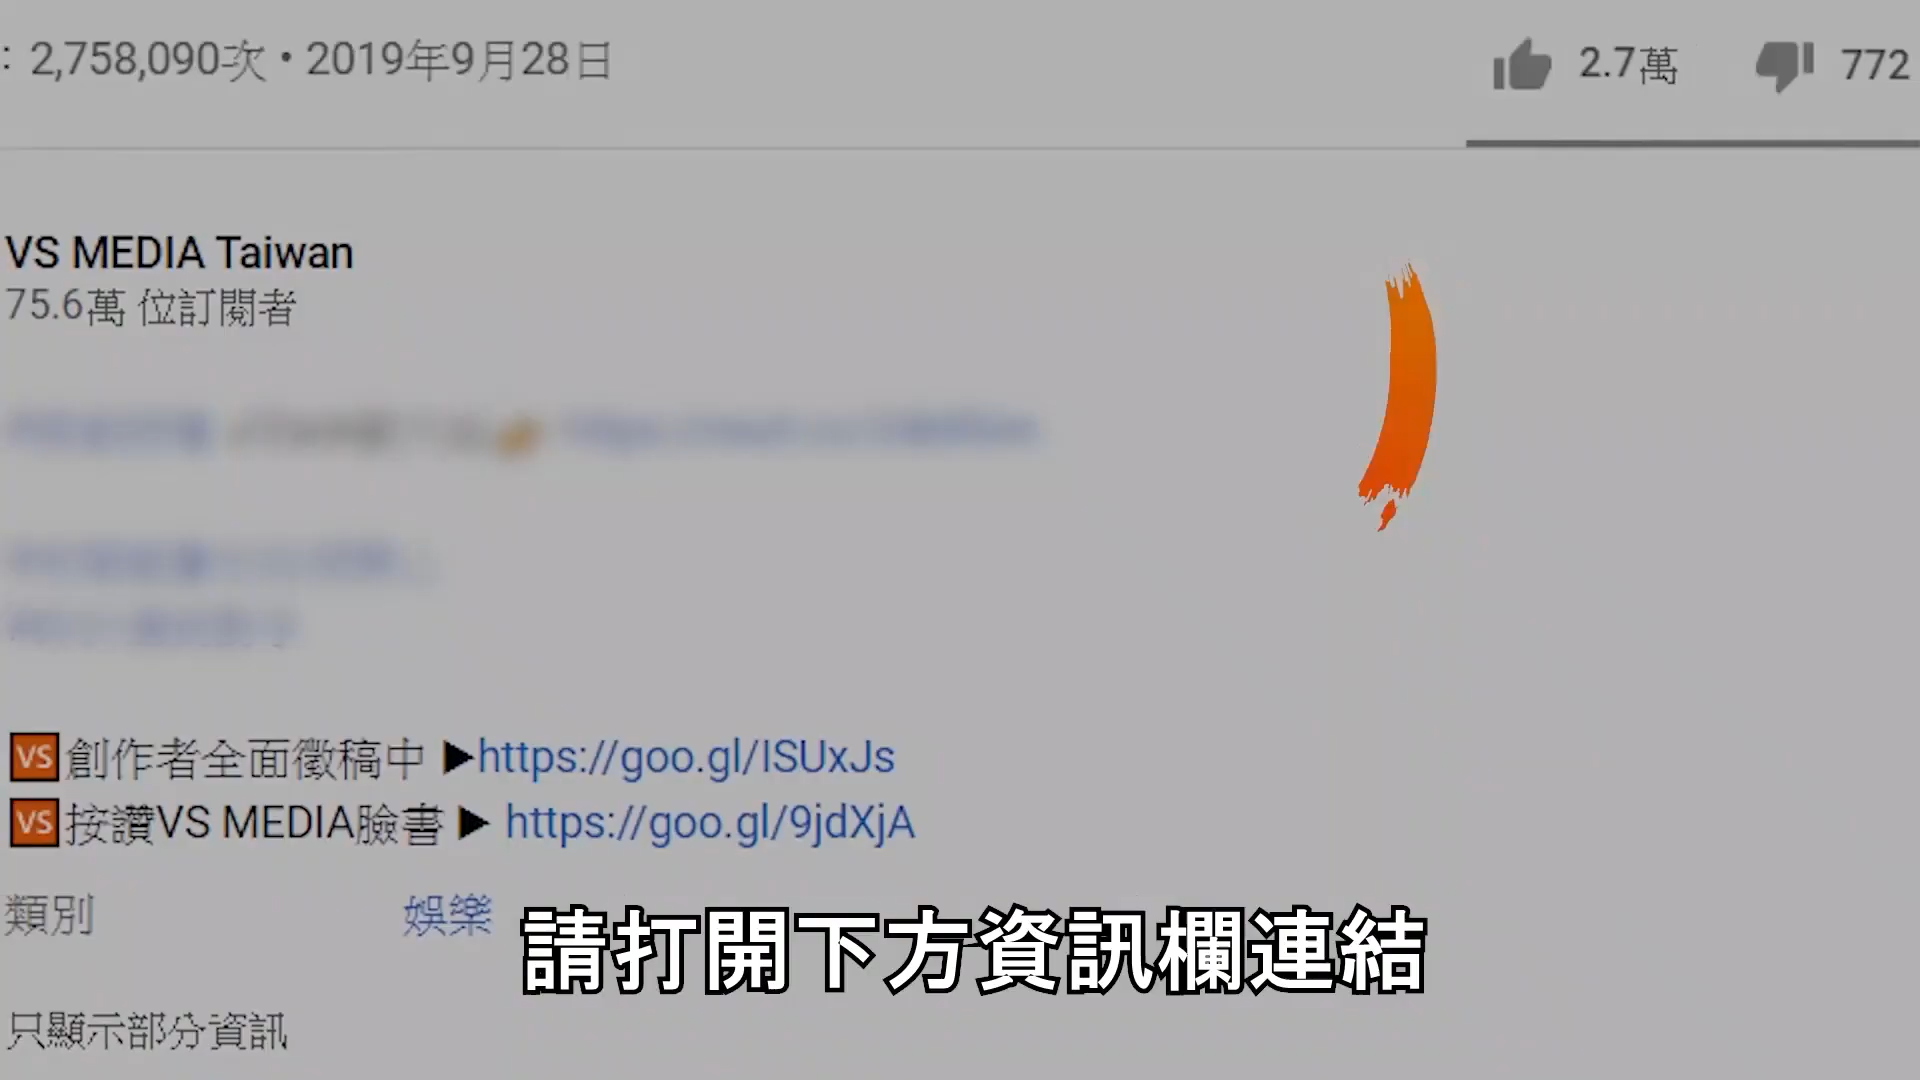 : 2,758,090次 • 2019年9月28日
2.7萬
772
VS MEDIA Taiwan
75.6萬 位訂閱者
VS 創作者全面徵稿中 ▶https://goo.gl/ISUxJs
VS 按讚VS MEDIA臉書 ▶ https://goo.gl/9jdXjA
類別 娛樂
請打開下方資訊欄連結
只顯示部分資訊